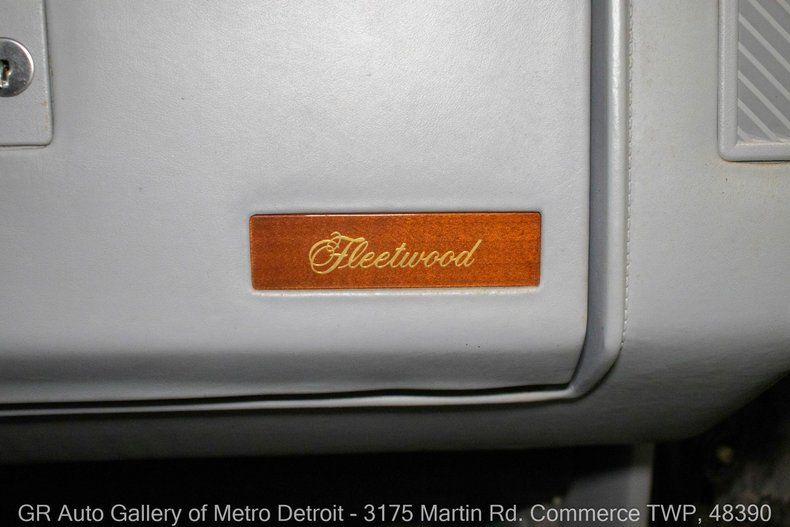 Fleetwood
GR Auto Gallery of Metro Detroit - 3175 Martin Rd. Commerce TWP, 48390